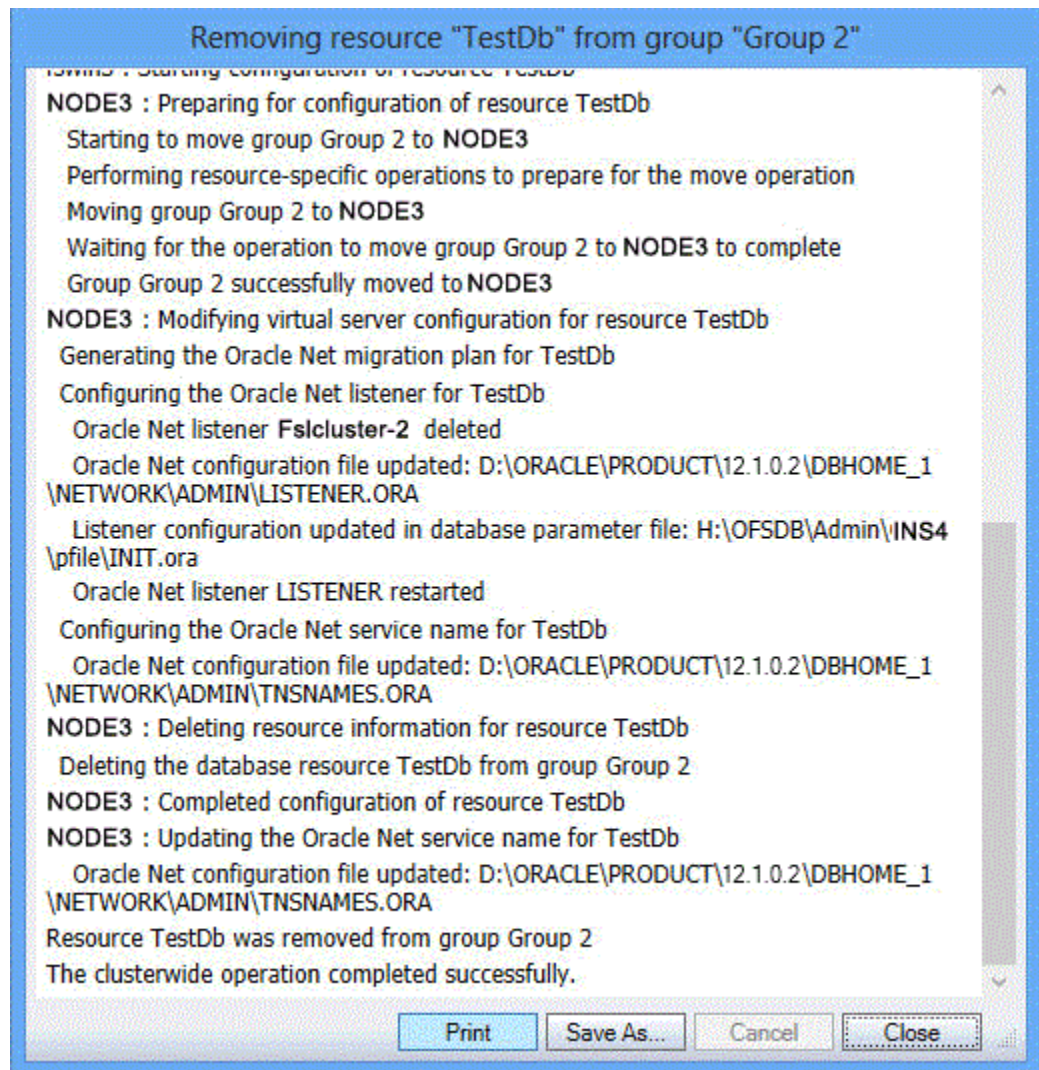 Removing resource "TestDb" from group "Group 2"
: Starting configuration of resource TestDb
NODE3 : Preparing for configuration of resource TestDb
Starting to move group Group 2 to NODE3
Performing resource-specific operations to prepare for the move operation
Moving group Group 2 to NODE3
Waiting for the operation to move group Group 2 to NODE3 to complete
Group Group 2 successfully moved to NODE3
NODE3 : Modifying virtual server configuration for resource TestDb
Generating the Oracle Net migration plan for TestDb
Configuring the Oracle Net listener for TestDb
Oracle Net listener Fslcluster-2 deleted
Oracle Net configuration file updated: D:\ORACLE\PRODUCT\12.1.0.2\DBHOME_1
\NETWORK\ADMIN\LISTENER.ORA
Listener configuration updated in database parameter file: H:\OFSDB\Admin\INS4
\pfile\INIT.ora
Oracle Net listener LISTENER restarted
Configuring the Oracle Net service name for TestDb
Oracle Net configuration file updated: D:\ORACLE\PRODUCT\12.1.0.2\DBHOME_1
\NETWORK\ADMIN\TNSNAMES.ORA
NODE3 : Deleting resource information for resource TestDb
Deleting the database resource TestDb from group Group 2
NODE3 : Completed configuration of resource TestDb
NODE3 : Updating the Oracle Net service name for TestDb
Oracle Net configuration file updated: D:\ORACLE\PRODUCT\12.1.0.2\DBHOME_1
\NETWORK\ADMIN\TNSNAMES.ORA
Resource TestDb was removed from group Group 2
The clusterwide operation completed successfully.
Print Save As... Cancel Close